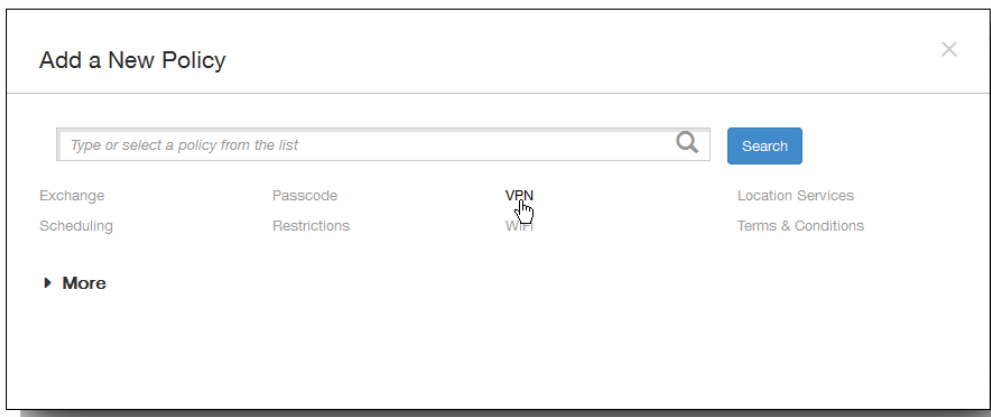 Add a New Policy
Type or select a policy from the list
Search
Exchange Passcode VPN Location Services
Scheduling Restrictions WiFi Terms & Conditions
More